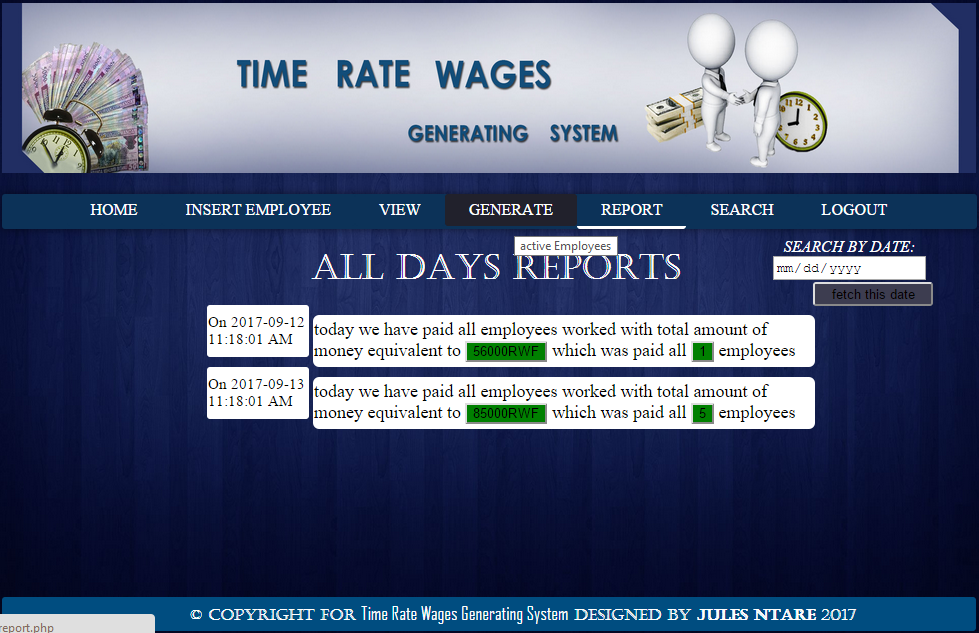 TIME RATE WAGES
GENERATING SYSTEM
HOME INSERT EMPLOYEE VIEW GENERATE REPORT SEARCH LOGOUT
active Employees
SEARCH BY DATE:
ALL DAYS REPORTS
mm/dd/yyyy
fetch this date
On 2017-09-12
11:18:01 AM
today we have paid all employees worked with total amount of
money equivalent to 56000RWF which was paid all 1 employees
On 2017-09-13
11:18:01 AM
today we have paid all employees worked with total amount of
money equivalent to 85000RWF which was paid all 5 employees
© COPYRIGHT FOR Time Rate Wages Generating System DESIGNED BY JULES NTARE 2017
report.php